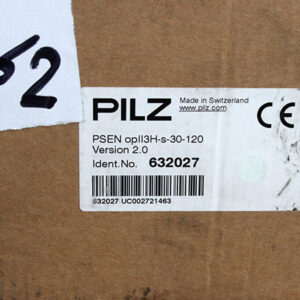 52
PILZ
Made in Switzerland
www.pilz.com
CE
PSEN opII3H-s-30-120
Version 2.0
Ident.No. 632027
632027 UC002721463